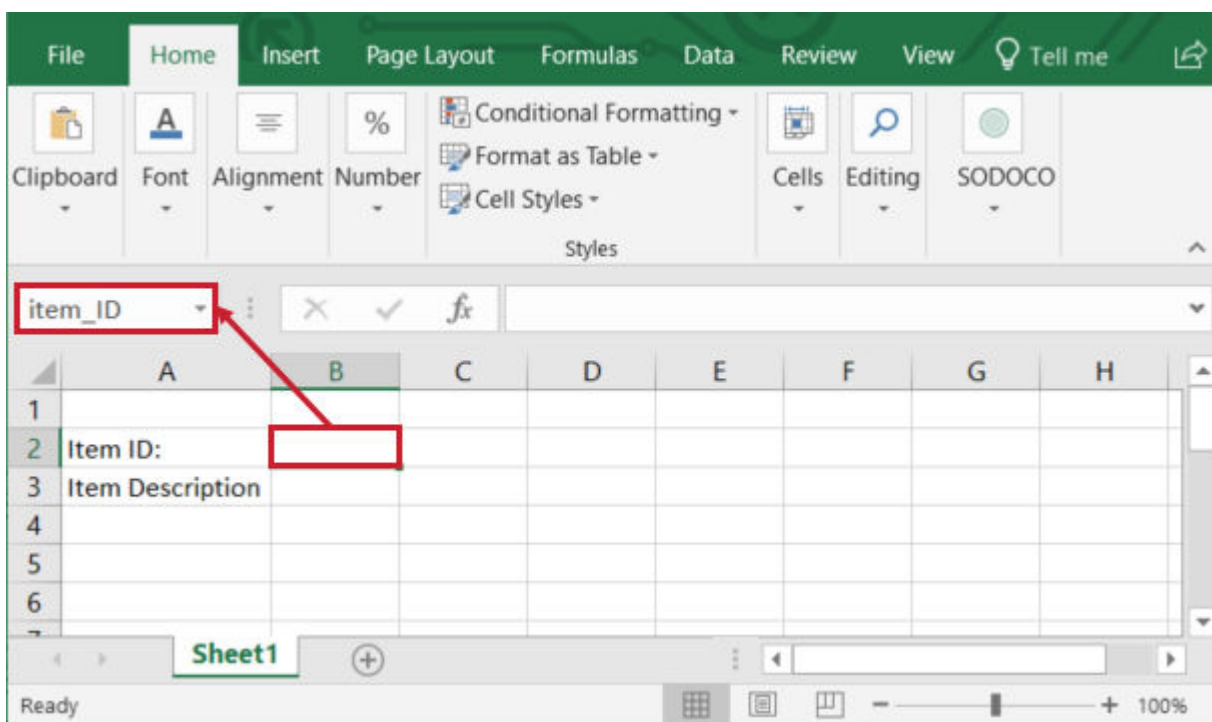 File Home Insert Page Layout Formulas Data Review View Tell me
Conditional Formatting
Format as Table
Cell Styles
Clipboard Font Alignment Number Cells Editing SODOCO
Styles
item_ID fx
A B C D E F G H
1
2 Item ID:
3 Item Description
4
5
6
7
Sheet1
Ready 100%